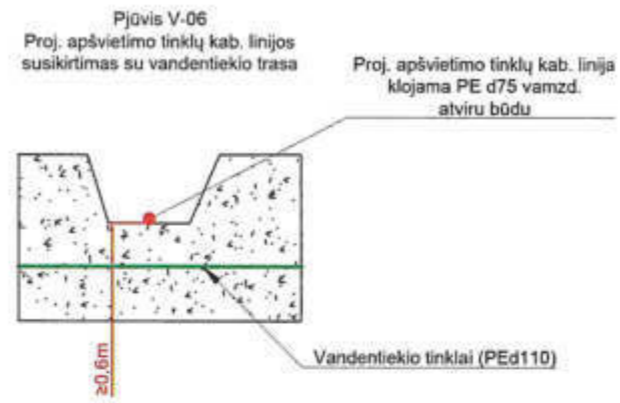 Pjūvis V-06
Proj. apšvietimo tinklų kab. linijos
susikirtimas su vandentiekio trasa
Proj. apšvietimo tinklų kab. linija
klojama PE d75 vamzd.
atviru būdu
Vandentiekio tinklai (PEd110)
≥0,6m